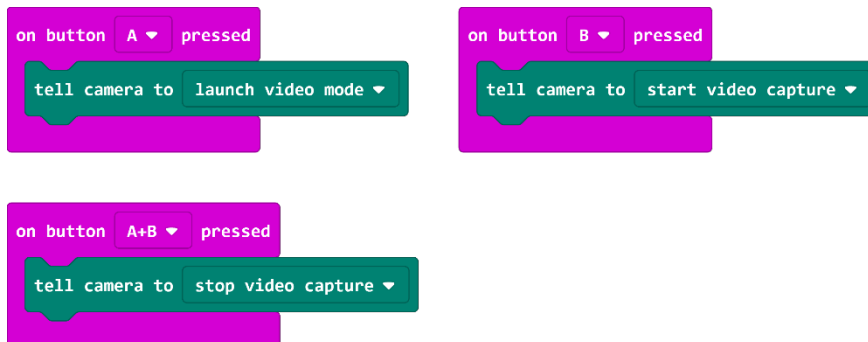 on button A pressed
tell camera to launch video mode
on button B pressed
tell camera to start video capture
on button A+B pressed
tell camera to stop video capture